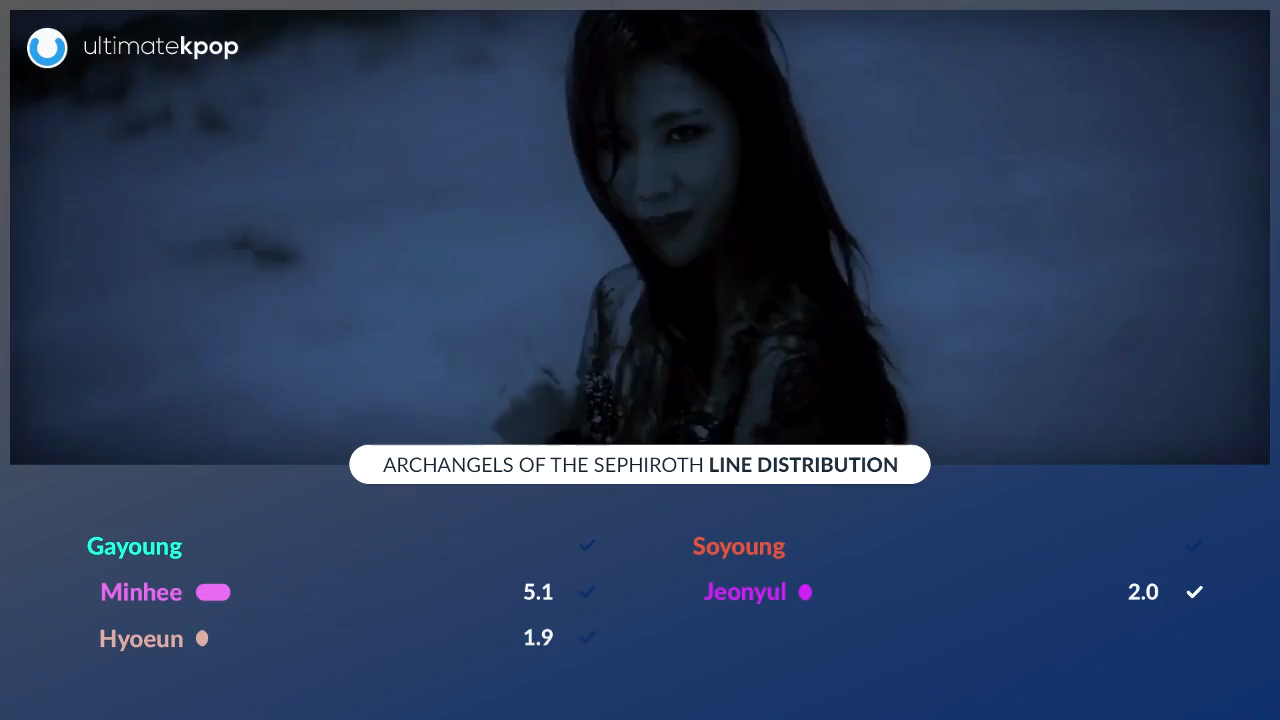 ultimatekpop
ARCHANGELS OF THE SEPHIROTH LINE DISTRIBUTION
Gayoung
Minhee 5.1
Hyoeun 1.9
Soyoung
Jeonyul 2.0